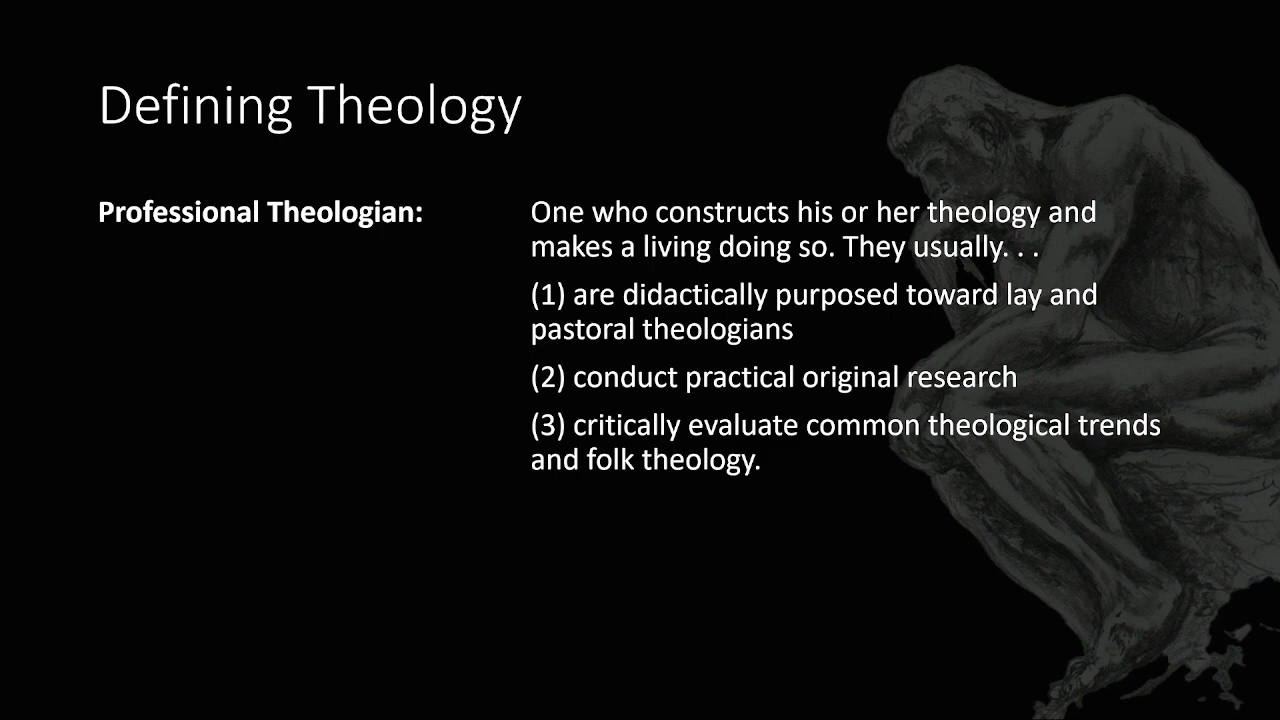 Defining Theology
Professional Theologian:
One who constructs his or her theology and
makes a living doing so. They usually. . .
(1) are didactically purposed toward lay and
pastoral theologians
(2) conduct practical original research
(3) critically evaluate common theological trends
and folk theology.